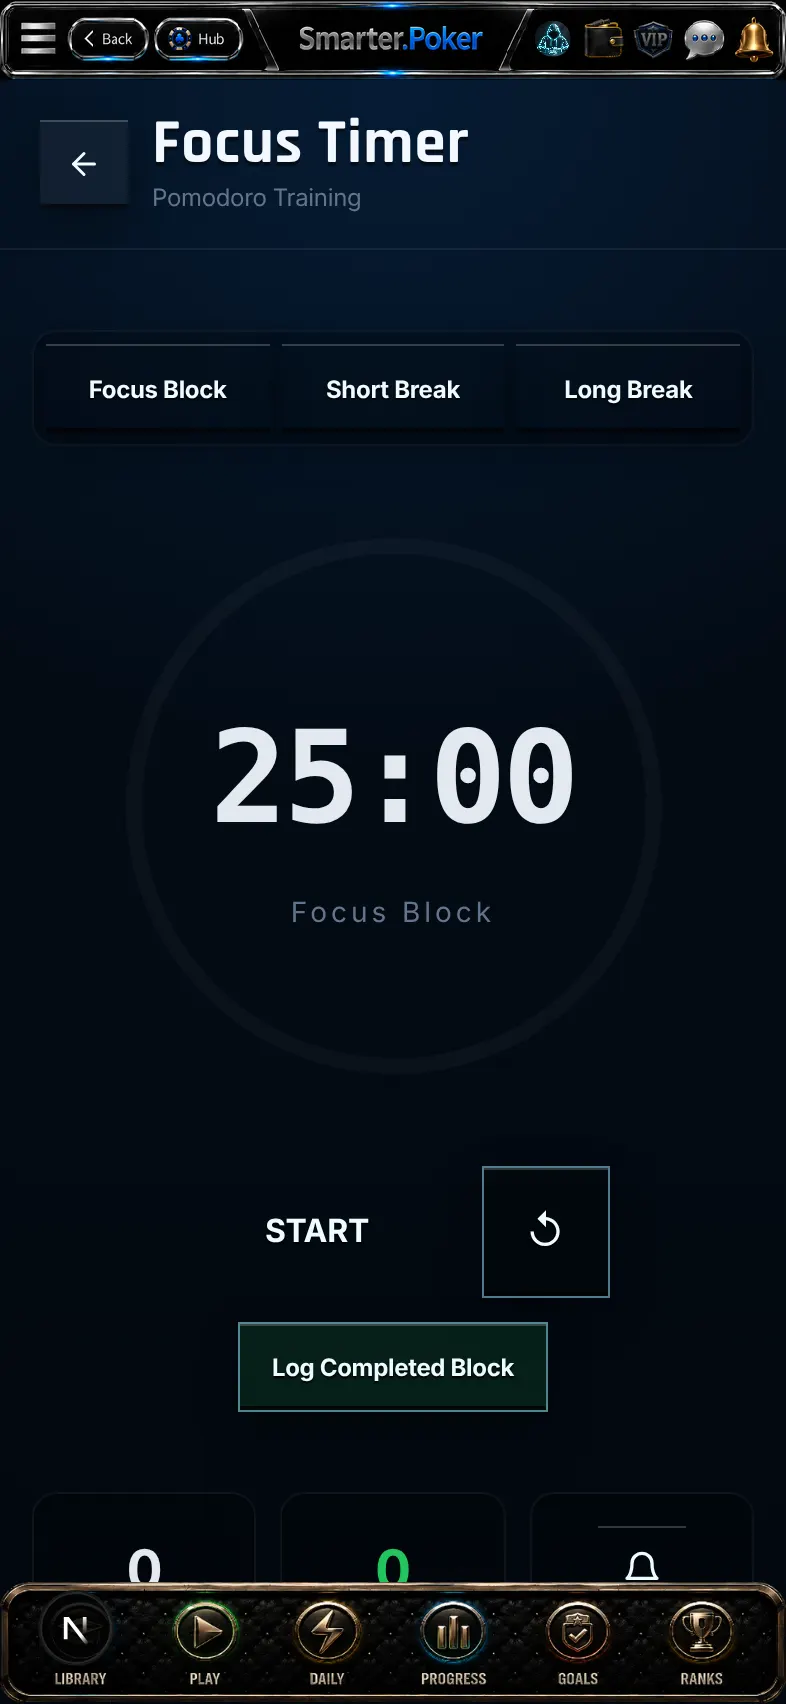 Back
Hub
Smarter.Poker
VIP
Focus Timer
Pomodoro Training
Focus Block
Short Break
Long Break
25:00
Focus Block
START
Log Completed Block
0
0
N
LIBRARY
PLAY
DAILY
PROGRESS
GOALS
RANKS